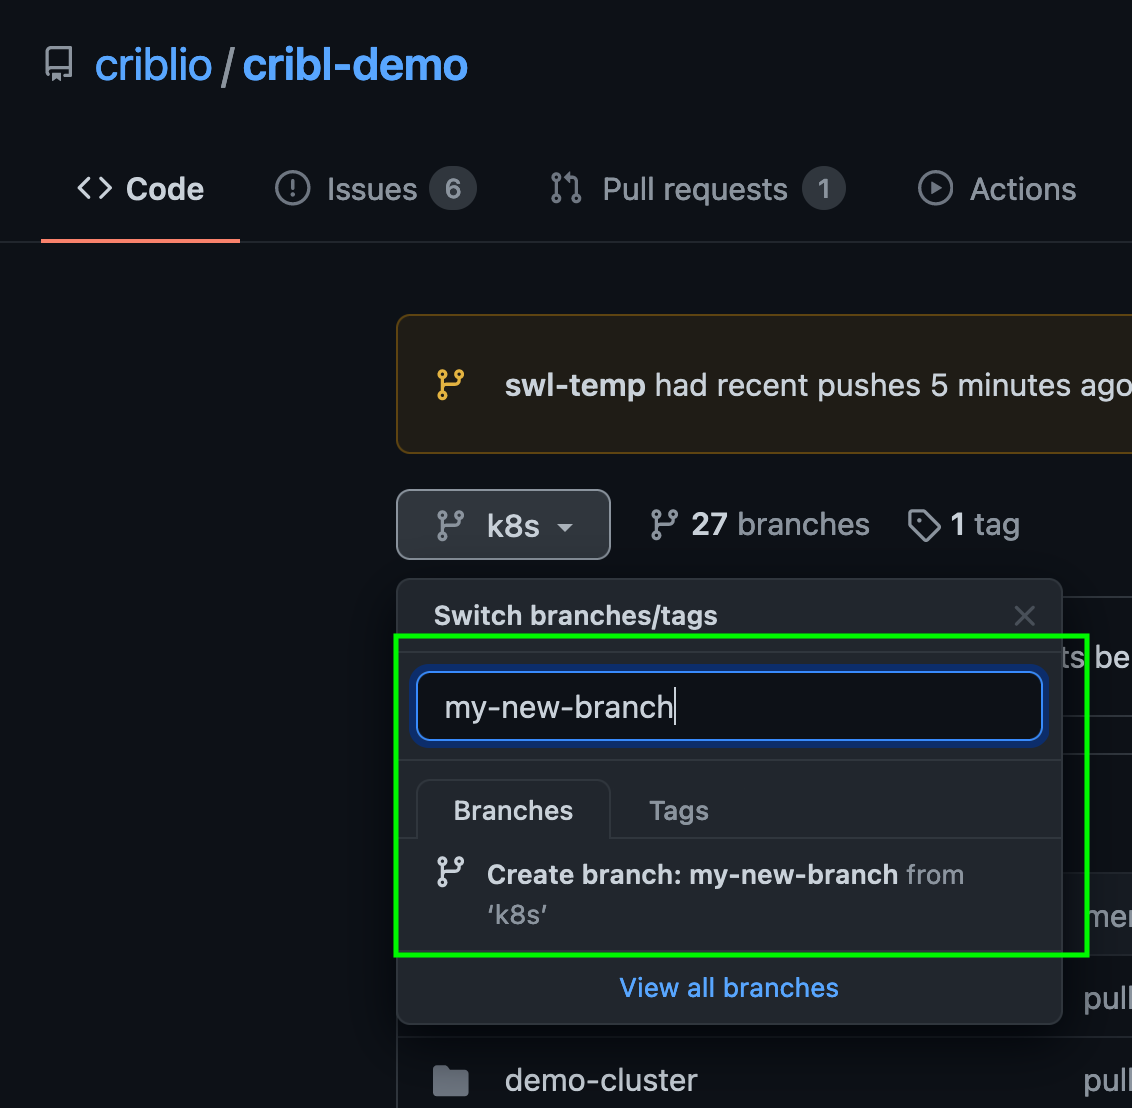 criblio / cribl-demo
Code Issues 6 Pull requests 1 Actions
swl-temp had recent pushes 5 minutes ago
k8s 27 branches 1 tag
Switch branches/tags
ts be
my-new-branch
Branches Tags
Create branch: my-new-branch from
‘k8s’
View all branches
pull
demo-cluster pull